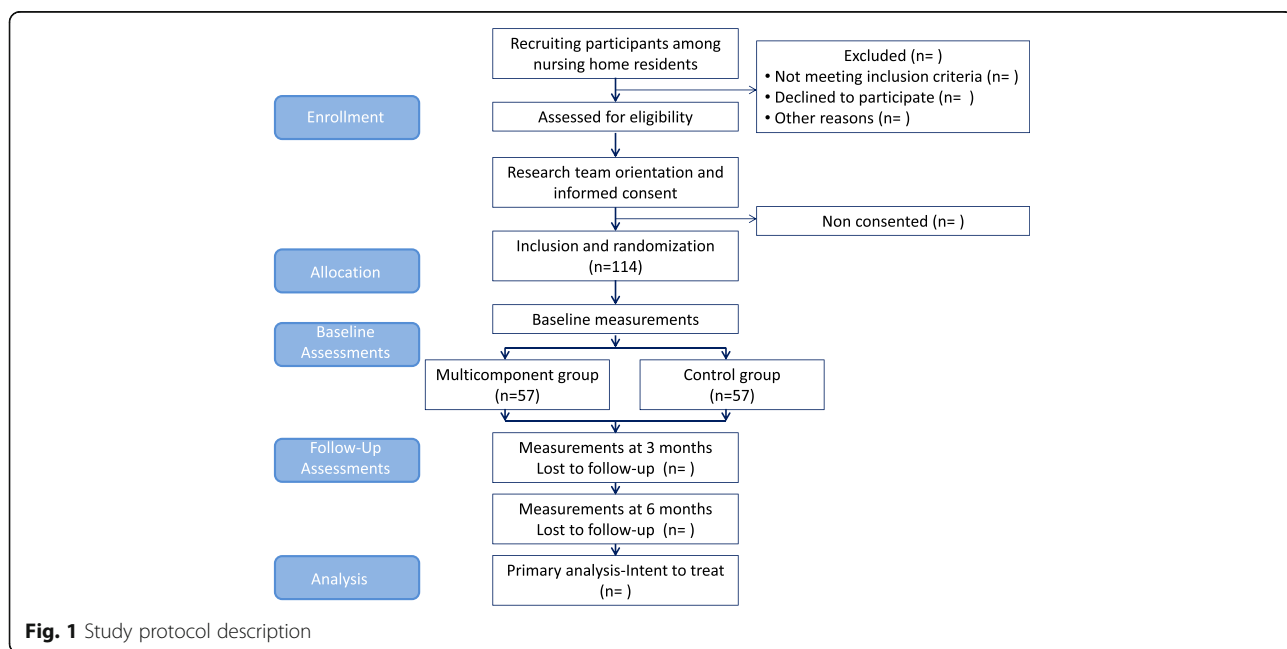 Recruiting participants among
nursing home residents
Excluded (n= )
• Not meeting inclusion criteria (n= )
• Declined to participate (n=  )
• Other reasons (n= )
Enrollment
Assessed for eligibility
Research team orientation and
informed consent
Non consented (n= )
Inclusion and randomization
(n=114)
Allocation
Baseline measurements
Baseline
Assessments
Multicomponent group
(n=57)
Control group
(n=57)
Follow-Up
Assessments
Measurements at 3 months
Lost to follow-up  (n= )
Measurements at 6 months
Lost to follow-up  (n= )
Analysis
Primary analysis-Intent to treat
(n= )
Fig. 1 Study protocol description